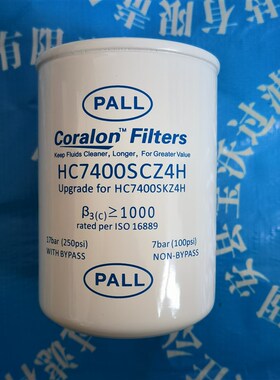 PALL
Coralon™ Filters
Keep Fluids Cleaner, Longer, For Greater Value
HC7400SCZ4H
Upgrade for HC7400SKZ4H
β3(c)≥1000
rated per ISO 16889
17bar (250psi) 7bar (100psi)
WITH BYPASS NON-BYPASS
PALL